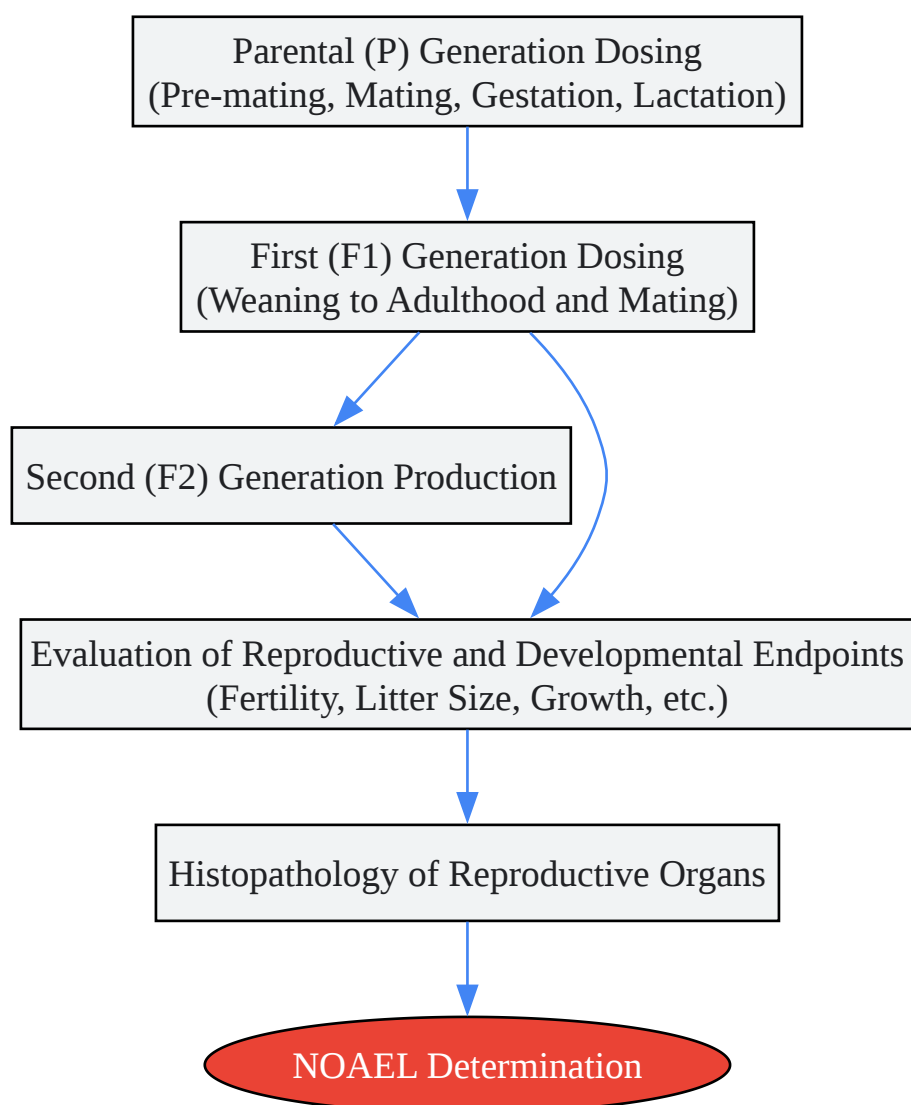 Parental (P) Generation Dosing
(Pre-mating, Mating, Gestation, Lactation)
First (F1) Generation Dosing
(Weaning to Adulthood and Mating)
Second (F2) Generation Production
Evaluation of Reproductive and Developmental Endpoints
(Fertility, Litter Size, Growth, etc.)
Histopathology of Reproductive Organs
NOAEL Determination